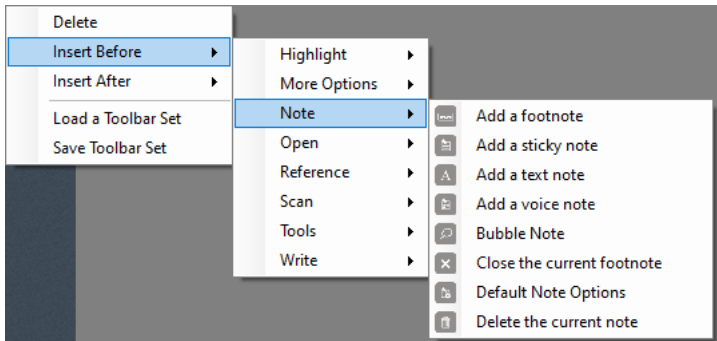 Delete
Insert Before
Insert After
Load a Toolbar Set
Save Toolbar Set
Highlight
More Options
Note
Open
Reference
Scan
Tools
Write
Add a footnote
Add a sticky note
Add a text note
Add a voice note
Bubble Note
Close the current footnote
Default Note Options
Delete the current note